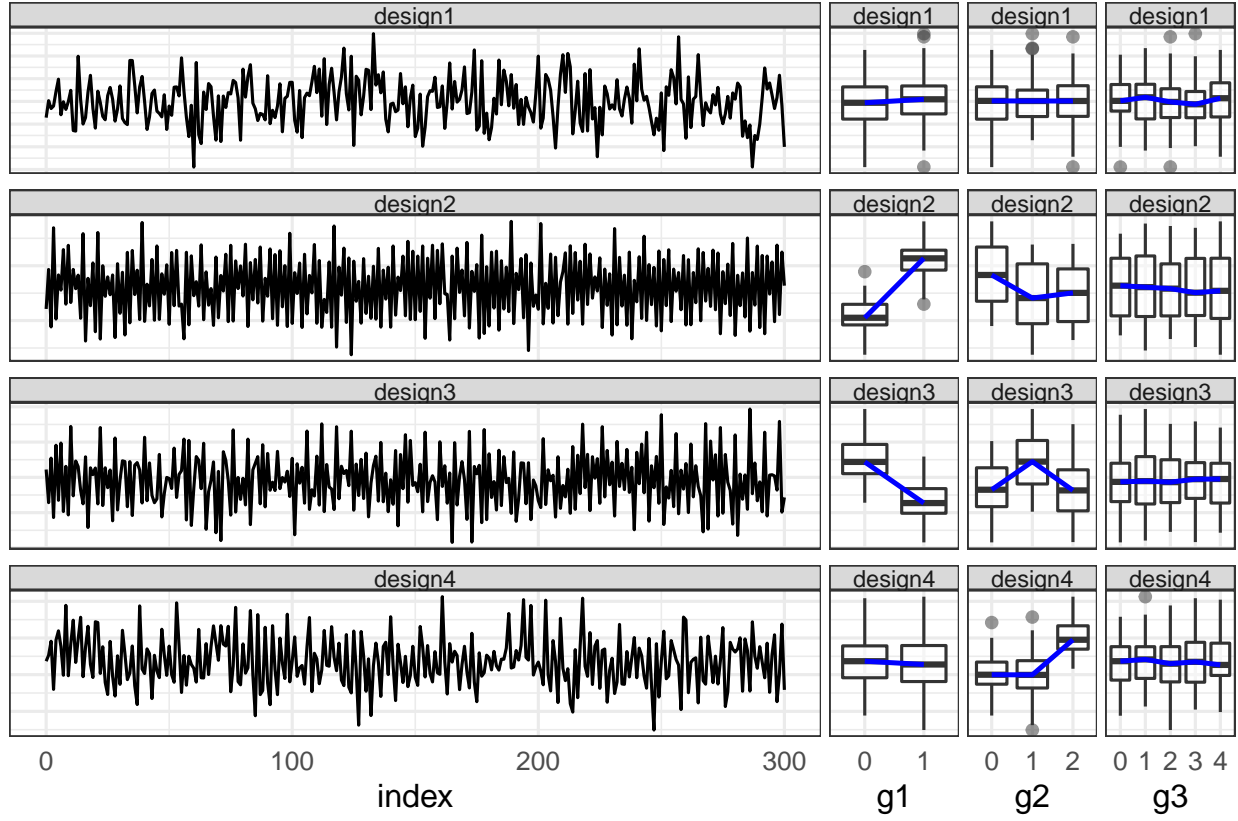 design1 design1 design1 design1
design2 design2 design2 design2
design3 design3 design3 design3
design4 design4 design4 design4
0 100 200 300 0 1 0 1 2 0 1 2 3 4
index g1 g2 g3